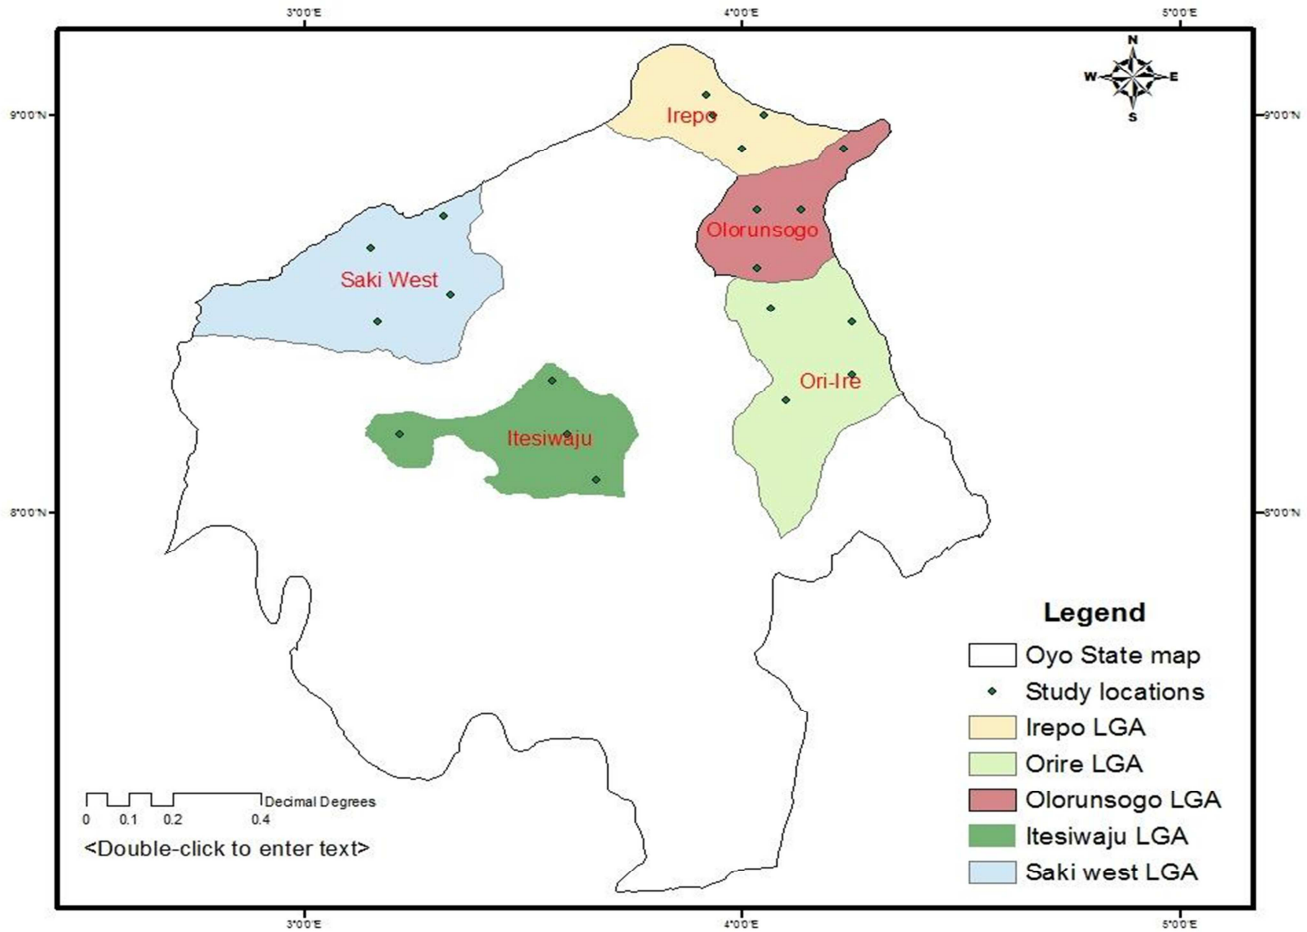 3°0'0"E 4°0'0"E 5°0'0"E
N
W E
S
9°0'0"N 9°0'0"N
Irepo
Olorunsogo
Saki West
Ori-Ire
Itesiwaju
8°0'0"N 8°0'0"N
Legend
Oyo State map
Study locations
Irepo LGA
Orire LGA
Olorunsogo LGA
Itesiwaju LGA
Saki west LGA
Decimal Degrees
0 0.1 0.2 0.4
<Double-click to enter text>
3°0'0"E 4°0'0"E 5°0'0"E